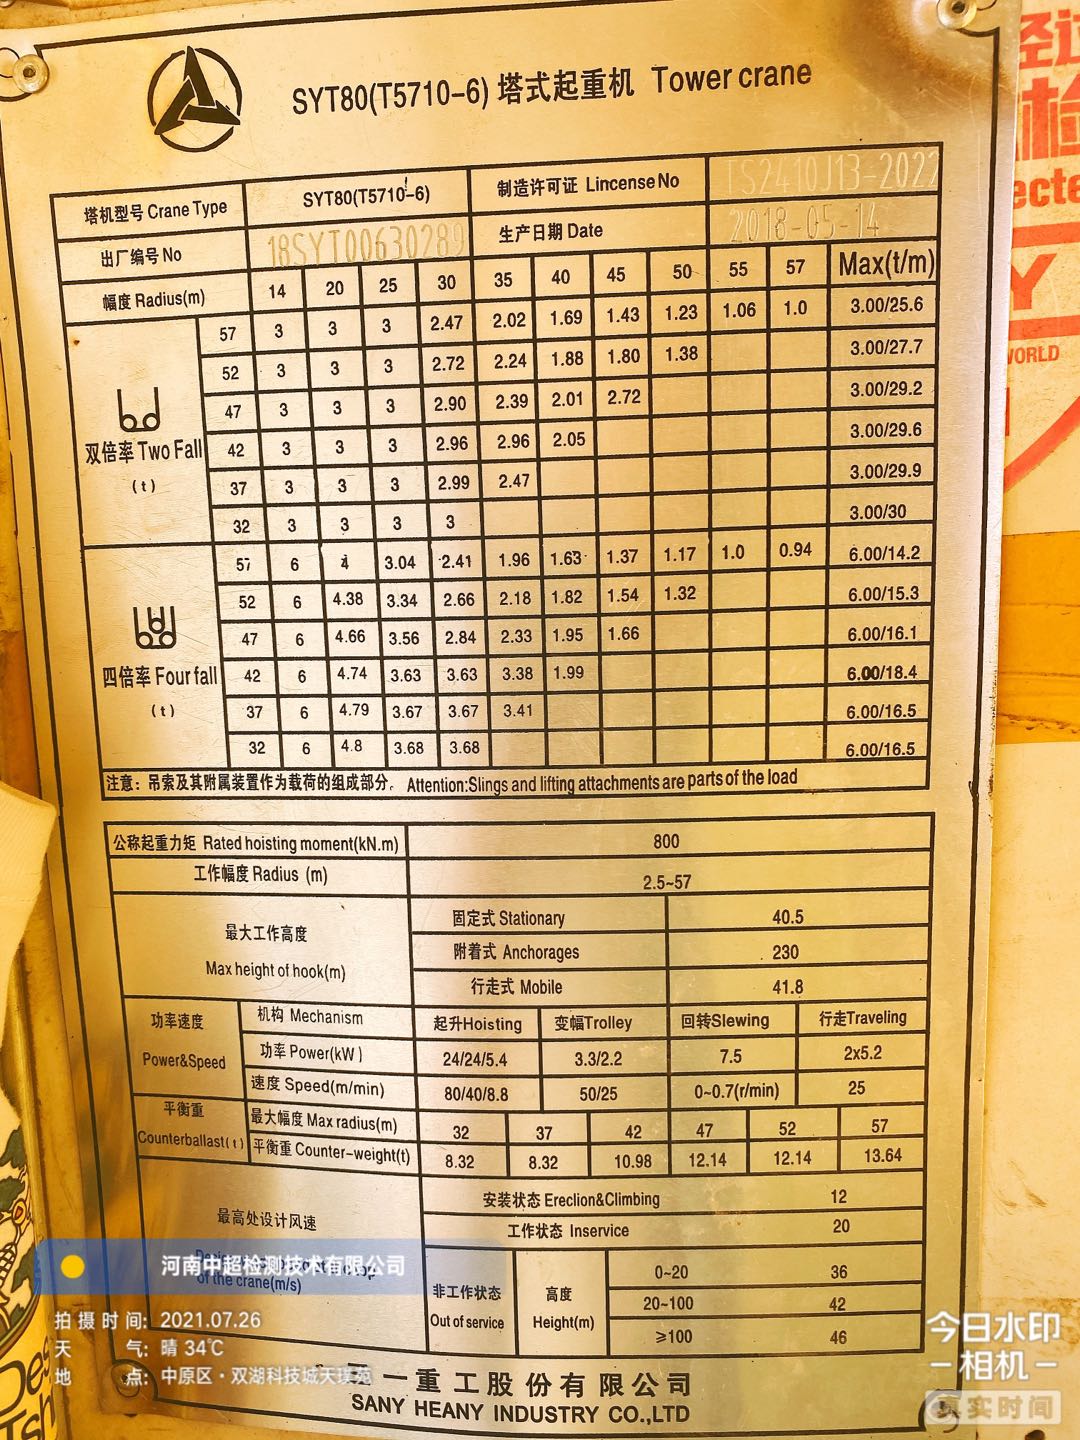 SYT80(T5710-6) 塔式起重机 Tower crane
塔机型号 Crane Type SYT80(T5710-6) 制造许可证 Lincense No TS2410J13-2022
出厂编号 No 18SYT00630289 生产日期 Date 2018-05-14
幅度 Radius(m) 14 20 25 30 35 40 45 50 55 57 Max(t/m)
双倍率 Two Fall
(t)
57 3 3 3 2.47 2.02 1.69 1.43 1.23 1.06 1.0 3.00/25.6
52 3 3 3 2.72 2.24 1.88 1.80 1.38 3.00/27.7
47 3 3 3 2.90 2.39 2.01 2.72 3.00/29.2
42 3 3 3 2.96 2.96 2.05 3.00/29.6
37 3 3 3 2.99 2.47 3.00/29.9
32 3 3 3 3 3.00/30
四倍率 Four fall
(t)
57 6 4 3.04 2.41 1.96 1.63 1.37 1.17 1.0 0.94 6.00/14.2
52 6 4.38 3.34 2.66 2.18 1.82 1.54 1.32 6.00/15.3
47 6 4.66 3.56 2.84 2.33 1.95 1.66 6.00/16.1
42 6 4.74 3.63 3.63 3.38 1.99 6.00/18.4
37 6 4.79 3.67 3.67 3.41 6.00/16.5
32 6 4.8 3.68 3.68 6.00/16.5
注意：吊索及其附属装置作为载荷的组成部分。 Attention:Slings and lifting attachments are parts of the load
公称起重力矩 Rated hoisting moment(kN.m) 800
工作幅度 Radius (m) 2.5~57
最大工作高度
Max height of hook(m)
固定式 Stationary 40.5
附着式 Anchorages 230
行走式 Mobile 41.8
功率速度
Power&Speed
机构 Mechanism 起升Hoisting 变幅Trolley 回转Slewing 行走Traveling
功率 Power(kW) 24/24/5.4 3.3/2.2 7.5 2x5.2
速度 Speed(m/min) 80/40/8.8 50/25 0~0.7(r/min) 25
平衡重
Counterballast(t)
最大幅度 Max radius(m) 32 37 42 47 52 57
平衡重 Counter-weight(t) 8.32 8.32 10.98 12.14 12.14 13.64
最高处设计风速
of the crane(m/s)
安装状态 Ereclion&Climbing 12
工作状态 Inservice 20
非工作状态
Out of service
高度
Height(m)
0~20 36
20~100 42
≥100 46
三一重工股份有限公司
SANY HEANY INDUSTRY CO.,LTD
河南中超检测技术有限公司
拍摄时间: 2021.07.26
天气: 晴 34℃
地点: 中原区·双湖科技城天璞苑
今日水印
-相机-
真实时间
检
ecte
Y
WORLD